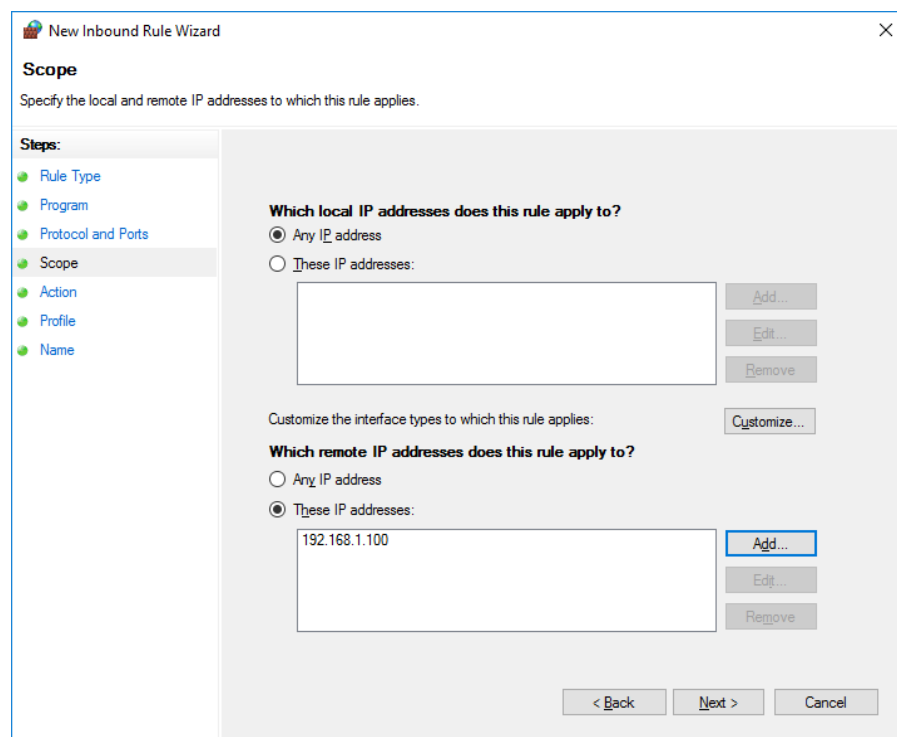 New Inbound Rule Wizard
Scope
Specify the local and remote IP addresses to which this rule applies.
Steps:
Rule Type
Program
Protocol and Ports
Scope
Action
Profile
Name
Which local IP addresses does this rule apply to?
Any IP address
These IP addresses:
Add...
Edit...
Remove
Customize the interface types to which this rule applies:
Customize...
Which remote IP addresses does this rule apply to?
Any IP address
These IP addresses:
192.168.1.100
Add...
Edit...
Remove
< Back
Next >
Cancel